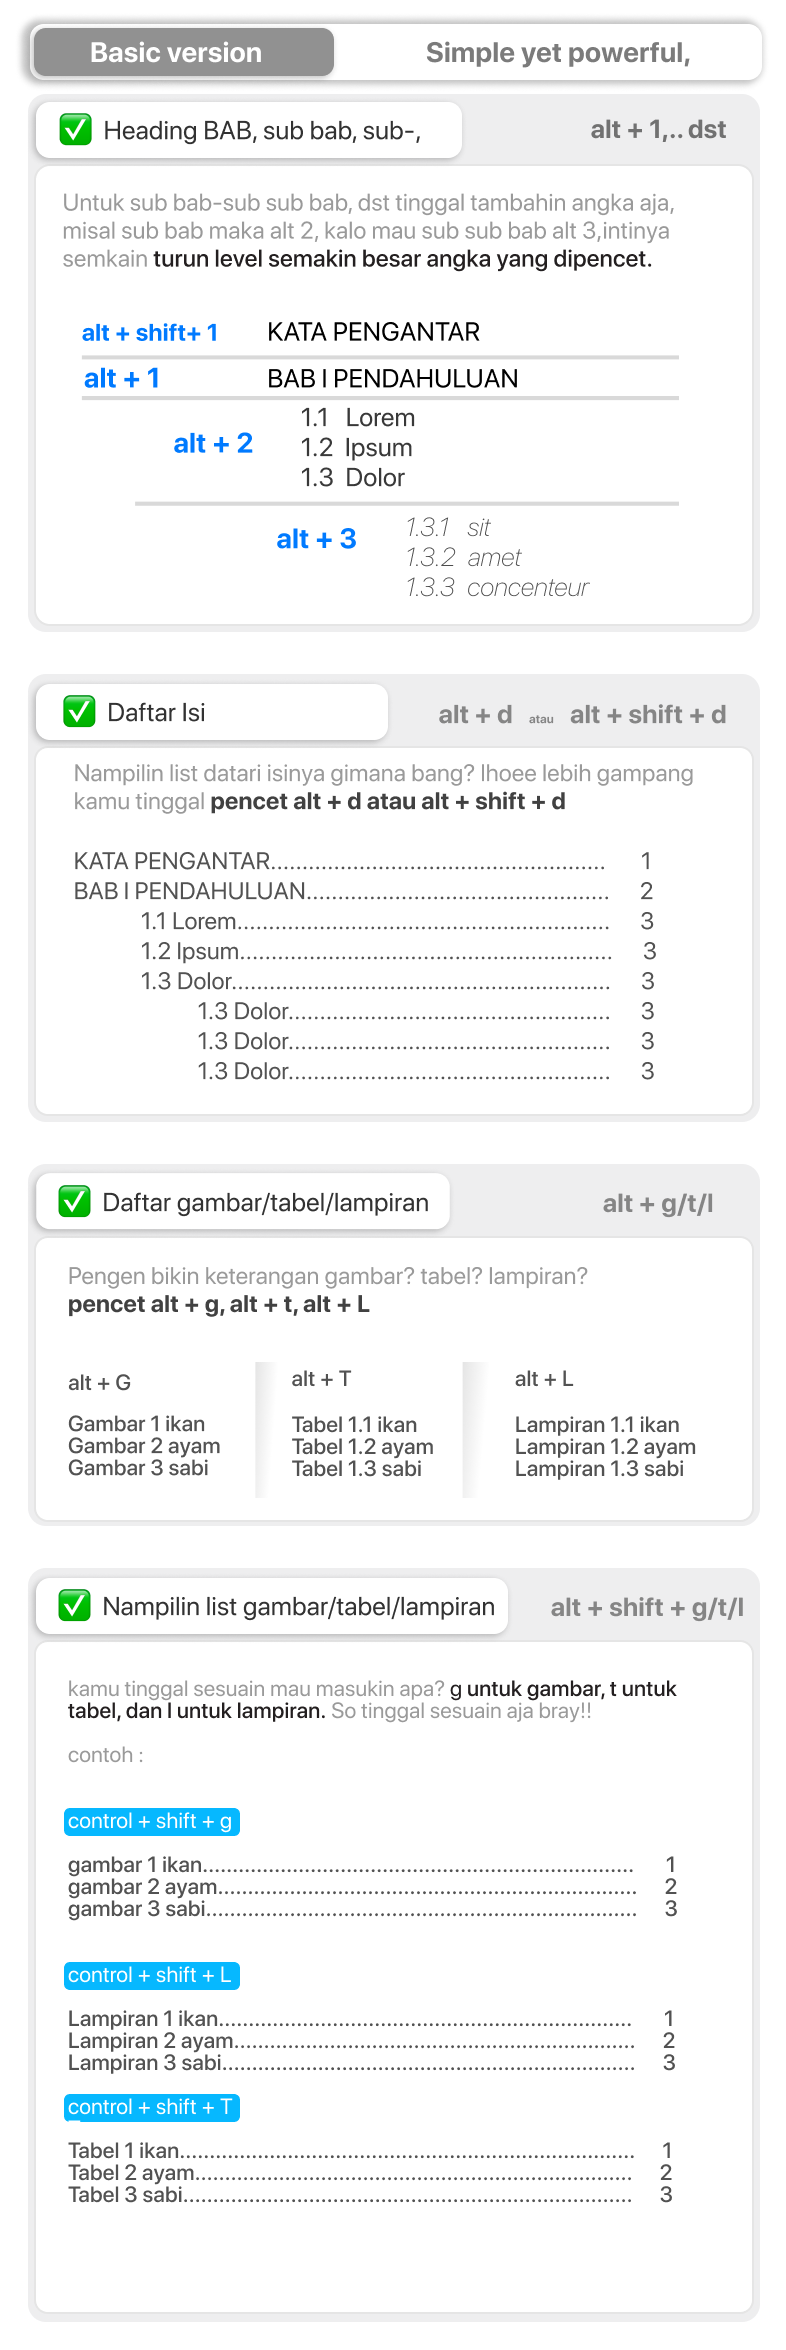 Basic version
Simple yet powerful,
✅ Heading BAB, sub bab, sub-,
alt + 1,.. dst
Untuk sub bab-sub sub bab, dst tinggal tambahin angka aja,
misal sub bab maka alt 2, kalo mau sub sub bab alt 3,intinya
semkain turun level semakin besar angka yang dipencet.
alt + shift+ 1 KATA PENGANTAR
alt + 1 BAB I PENDAHULUAN
1.1 Lorem
alt + 2 1.2 Ipsum
1.3 Dolor
alt + 3 1.3.1 sit
1.3.2 amet
1.3.3 concenteur
✅ Daftar Isi
alt + d atau alt + shift + d
Nampilin list datari isinya gimana bang? lhoee lebih gampang
kamu tinggal pencet alt + d atau alt + shift + d
KATA PENGANTAR..................................................... 1
BAB I PENDAHULUAN................................................ 2
1.1 Lorem........................................................... 3
1.2 Ipsum........................................................... 3
1.3 Dolor............................................................ 3
1.3 Dolor................................................... 3
1.3 Dolor................................................... 3
1.3 Dolor................................................... 3
✅ Daftar gambar/tabel/lampiran
alt + g/t/l
Pengen bikin keterangan gambar? tabel? lampiran?
pencet alt + g, alt + t, alt + L
alt + G
Gambar 1 ikan
Gambar 2 ayam
Gambar 3 sabi
alt + T
Tabel 1.1 ikan
Tabel 1.2 ayam
Tabel 1.3 sabi
alt + L
Lampiran 1.1 ikan
Lampiran 1.2 ayam
Lampiran 1.3 sabi
✅ Nampilin list gambar/tabel/lampiran
alt + shift + g/t/l
kamu tinggal sesuain mau masukin apa? g untuk gambar, t untuk
tabel, dan l untuk lampiran. So tinggal sesuain aja bray!!
contoh :
control + shift + g
gambar 1 ikan......................................................................... 1
gambar 2 ayam....................................................................... 2
gambar 3 sabi......................................................................... 3
control + shift + L
Lampiran 1 ikan...................................................................... 1
Lampiran 2 ayam.................................................................... 2
Lampiran 3 sabi...................................................................... 3
control + shift + T
Tabel 1 ikan............................................................................. 1
Tabel 2 ayam.......................................................................... 2
Tabel 3 sabi............................................................................ 3